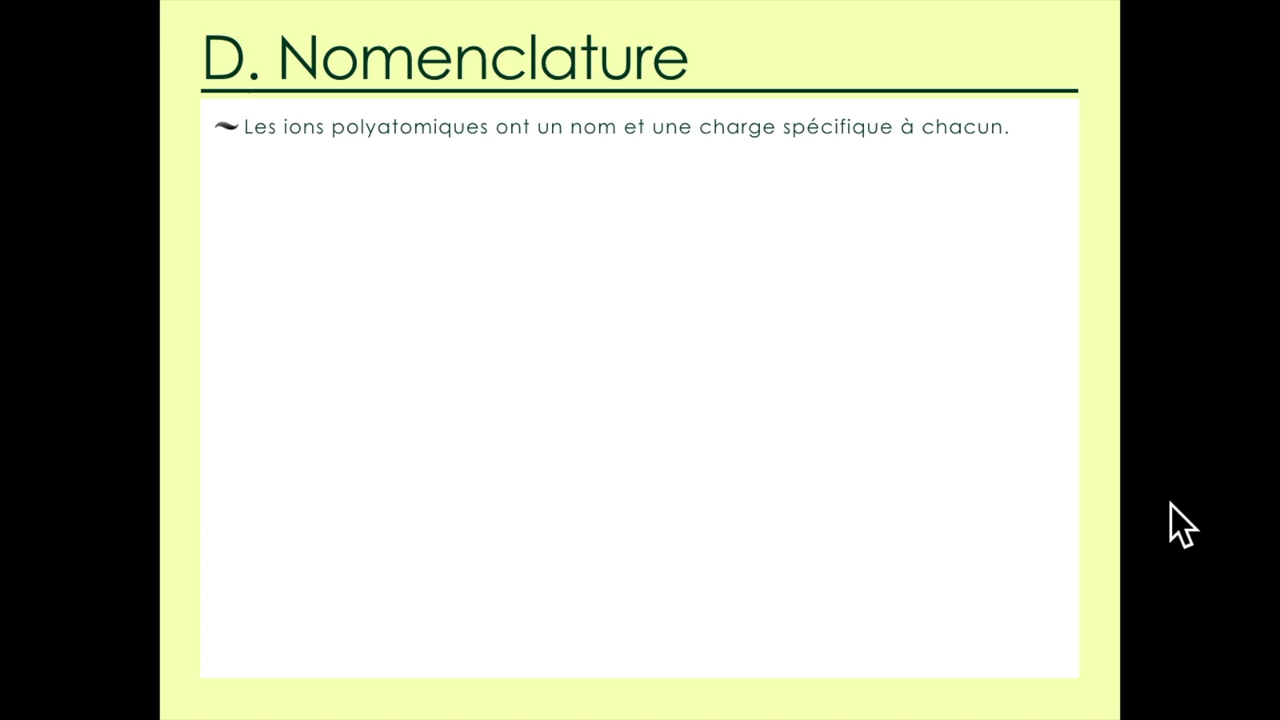 D. Nomenclature
Les ions polyatomiques ont un nom et une charge spécifique à chacun.